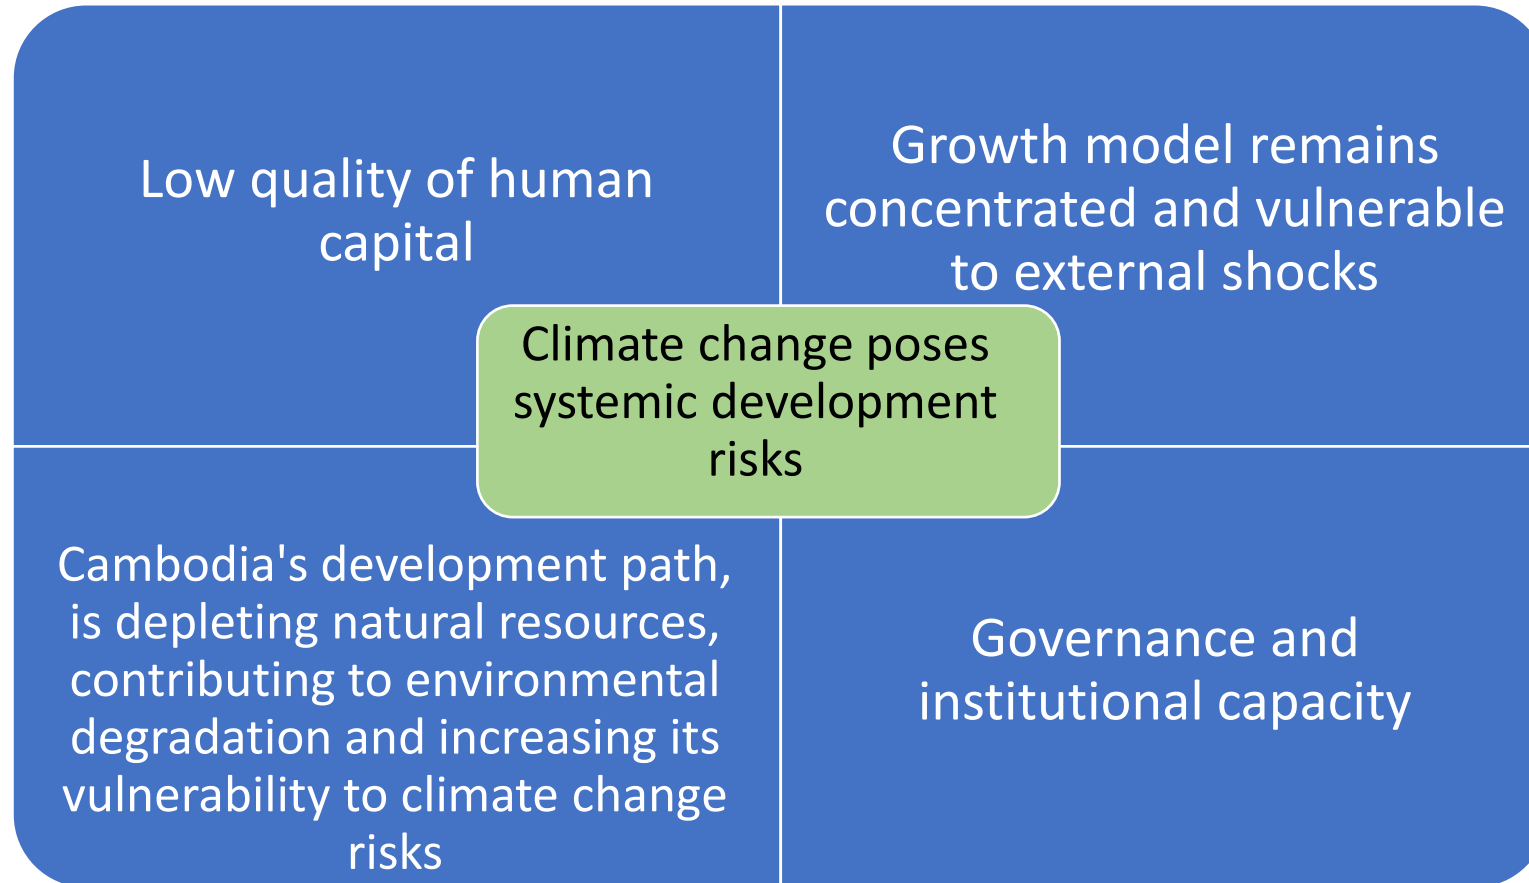 Low quality of human
capital
Growth model remains
concentrated and vulnerable
to external shocks
Climate change poses
systemic development
risks
Cambodia's development path,
is depleting natural resources,
contributing to environmental
degradation and increasing its
vulnerability to climate change
risks
Governance and
institutional capacity